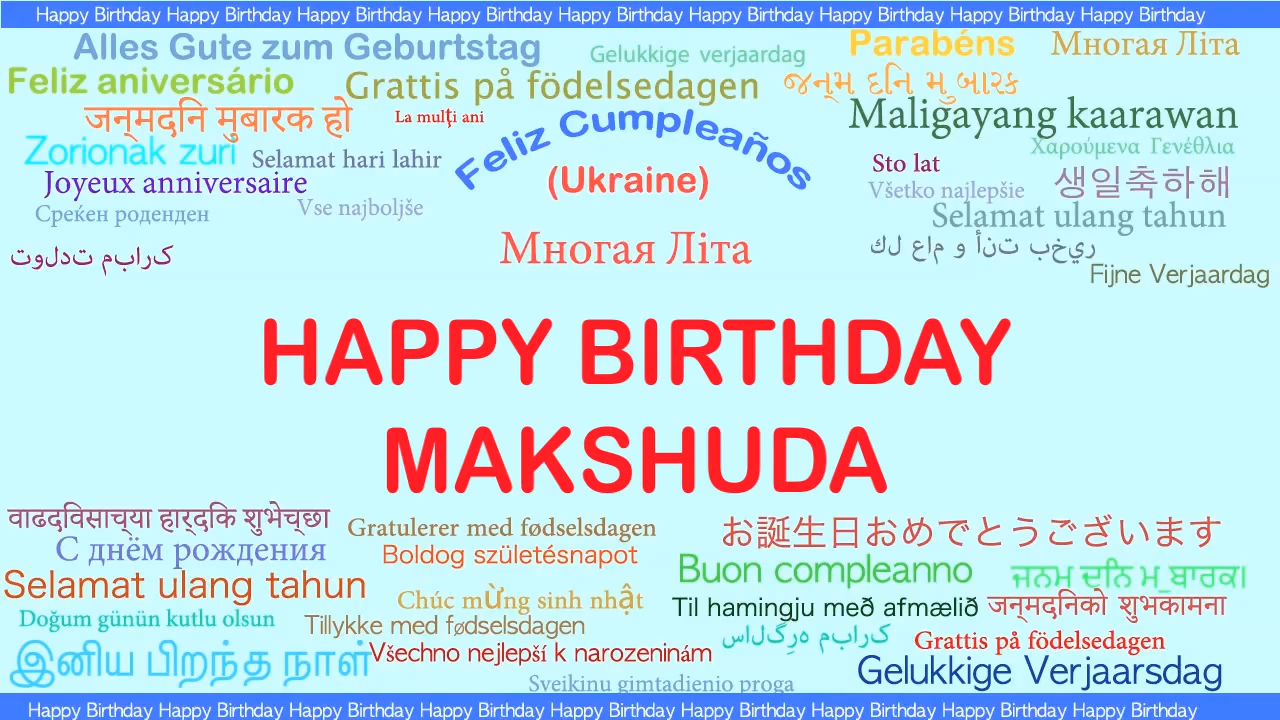 Happy Birthday Happy Birthday Happy Birthday Happy Birthday Happy Birthday Happy Birthday Happy Birthday Happy Birthday Happy Birthday
Alles Gute zum Geburtstag
Gelukkige verjaardag
Parabéns
Многая Літа
Feliz aniversário
Grattis på födelsedagen
જન્મ દિન મુબારક
जन्मदिन मुबारक हो
La mulţi ani
Feliz Cumpleaños
Maligayang kaarawan
Zorionak zuri
Selamat hari lahir
(Ukraine)
Sto lat
Χαρούμενα Γενέθλια
Joyeux anniversaire
Všetko najlepšie
생일축하해
Среќен роденден
Vse najboljše
Selamat ulang tahun
Многая Літа
تولدت مبارک
كل عام و أنت بخير
Fijne Verjaardag
HAPPY BIRTHDAY
MAKSHUDA
वाढदिवसाच्या हार्दिक शुभेच्छा
Gratulerer med fødselsdagen
お誕生日おめでとうございます
С днём рождения
Boldog születésnapot
Buon compleanno
ਜਨਮ ਦਿਨ ਮੁਬਾਰਕ।
Selamat ulang tahun
Chúc mừng sinh nhật
Til hamingju með afmælið
जन्मदिनको शुभकामना
Doğum günün kutlu olsun
Tillykke med fødselsdagen
سالگرہ مبارک
Grattis på födelsedagen
இனிய பிறந்த நாள்
Všechno nejlepší k narozeninám
Gelukkige Verjaarsdag
Sveikinu gimtadienio proga
Happy Birthday Happy Birthday Happy Birthday Happy Birthday Happy Birthday Happy Birthday Happy Birthday Happy Birthday Happy Birthday